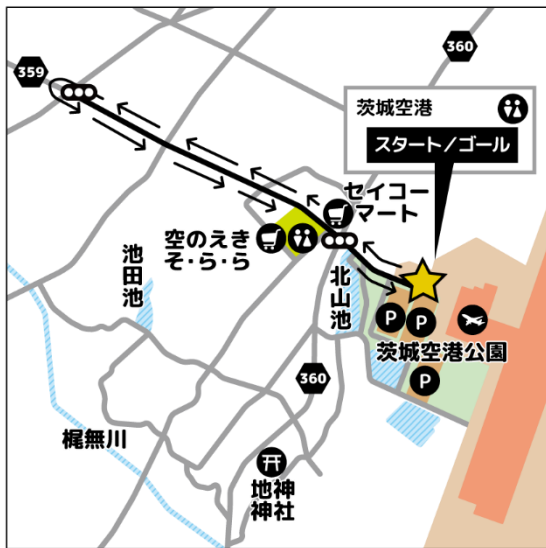 360
359
茨城空港
スタート／ゴール
セイコー
マート
空のえき
そ・ら・ら
池田池
北山池
P
P
茨城空港公園
P
360
梶無川
地神
神社